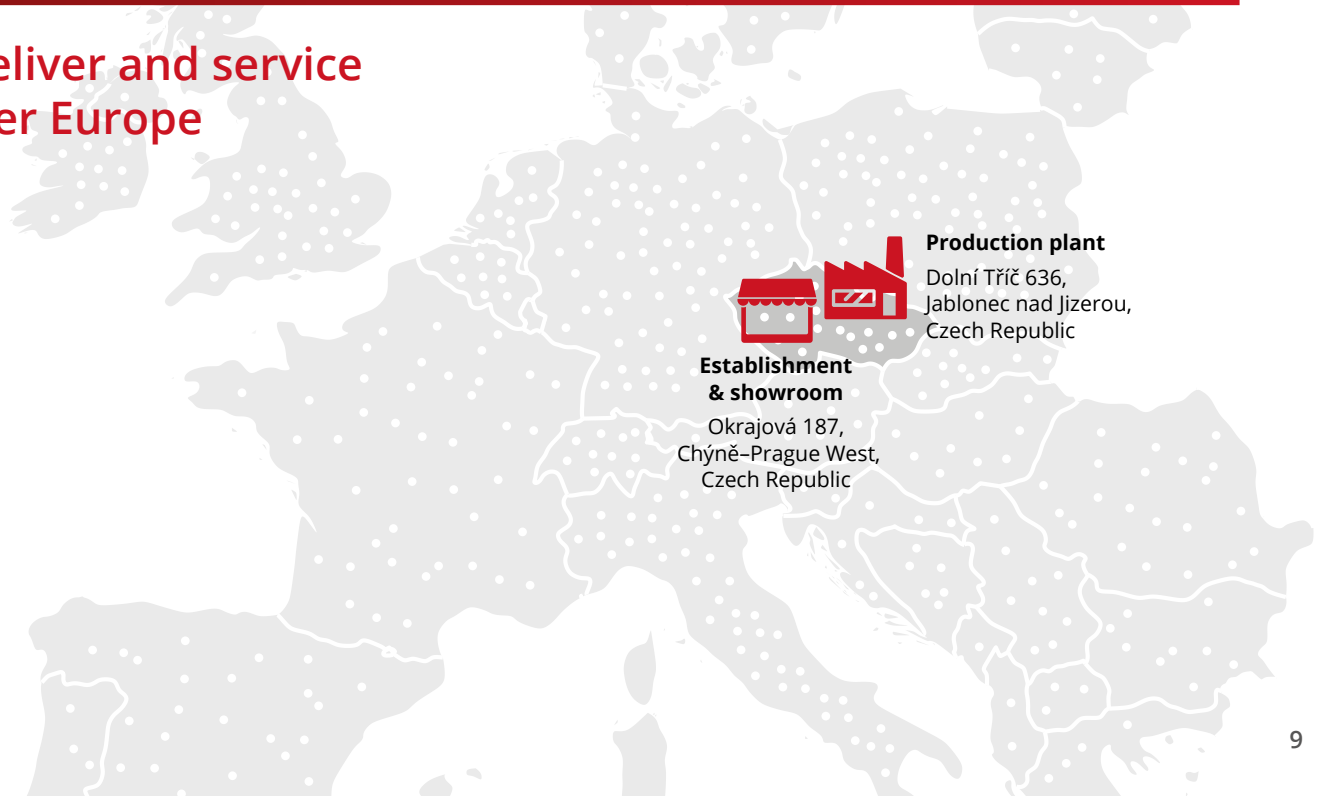 eliver and service
er Europe
Production plant
Dolní Tříč 636,
Jablonec nad Jizerou,
Czech Republic
Establishment
& showroom
Okrajová 187,
Chýně–Prague West,
Czech Republic
9